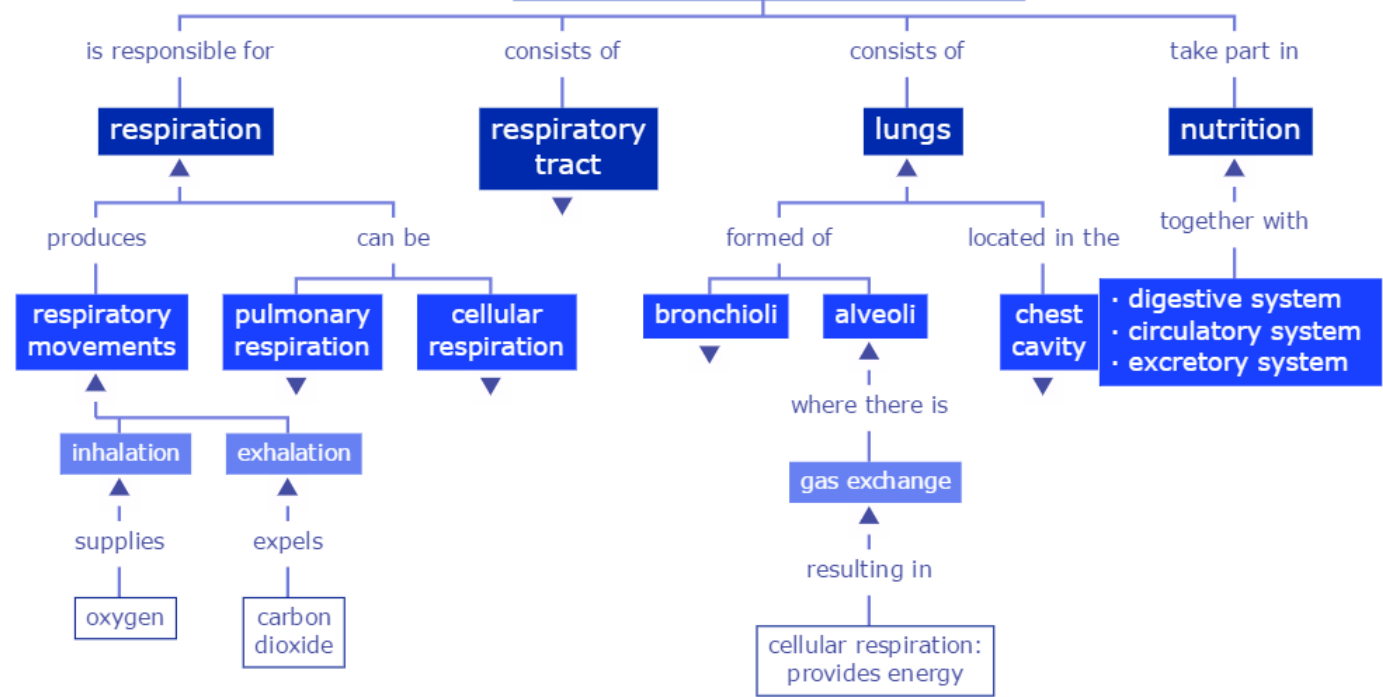 is responsible for
consists of
consists of
take part in
respiration
respiratory
tract
lungs
nutrition
produces
can be
formed of
located in the
together with
respiratory
movements
pulmonary
respiration
cellular
respiration
bronchioli
alveoli
chest
cavity
· digestive system
· circulatory system
· excretory system
where there is
inhalation
exhalation
gas exchange
supplies
expels
resulting in
oxygen
carbon
dioxide
cellular respiration:
provides energy